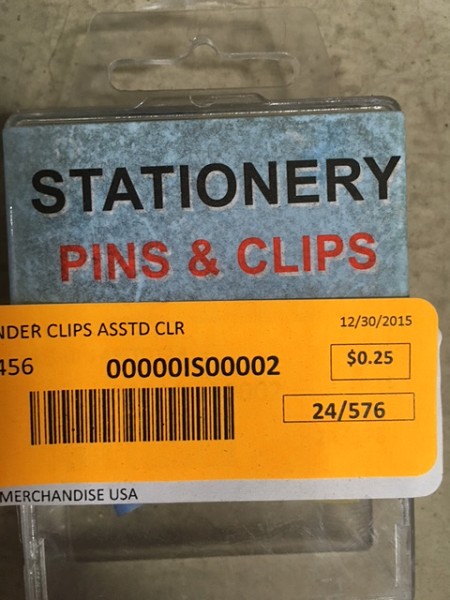 STATIONERY
PINS & CLIPS
NDER CLIPS ASSTD CLR
12/30/2015
456
00000IS00002
$0.25
24/576
MERCHANDISE USA